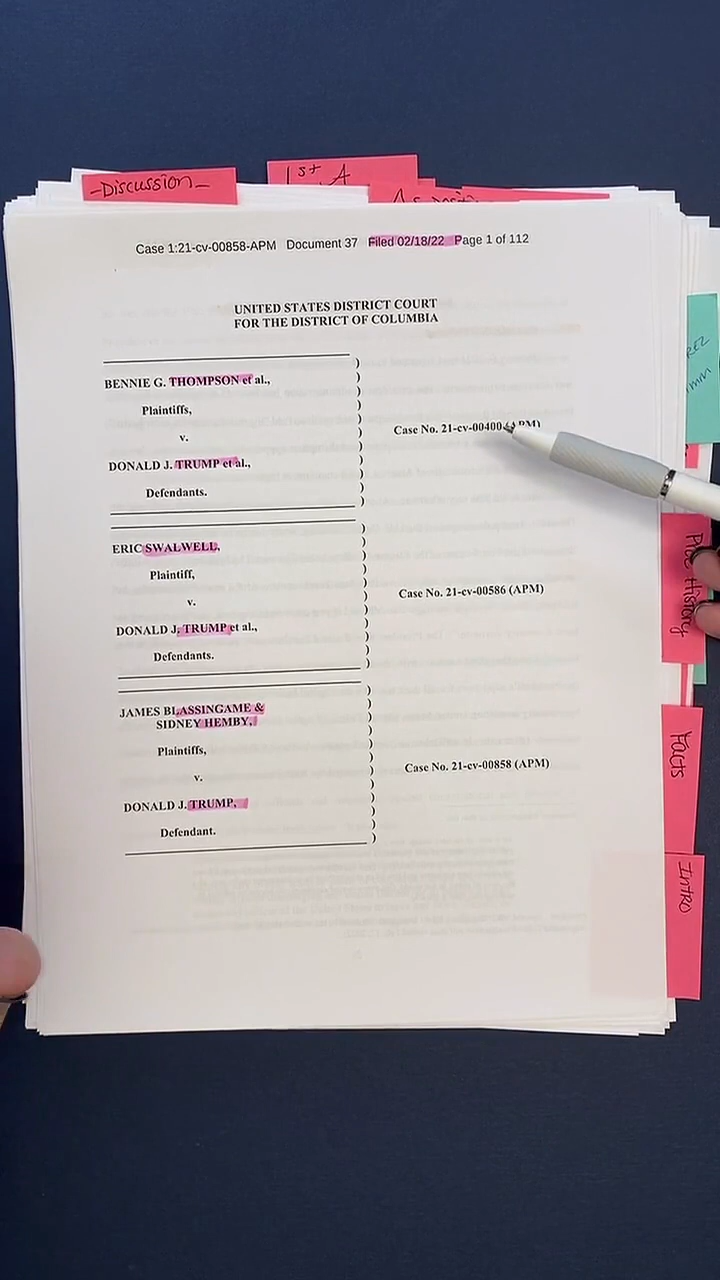 -Discussion-
1st A
Case 1:21-cv-00858-APM Document 37 Filed 02/18/22 Page 1 of 112
UNITED STATES DISTRICT COURT
FOR THE DISTRICT OF COLUMBIA
BENNIE G. THOMPSON et al.,
Plaintiffs,
v.
DONALD J. TRUMP et al.,
Defendants.
Case No. 21-cv-00400 (APM)
ERIC SWALWELL,
Plaintiff,
v.
DONALD J. TRUMP et al.,
Defendants.
Case No. 21-cv-00586 (APM)
JAMES BLASSINGAME &
SIDNEY HEMBY,
Plaintiffs,
v.
DONALD J. TRUMP,
Defendant.
Case No. 21-cv-00858 (APM)
History
Facts
Intro